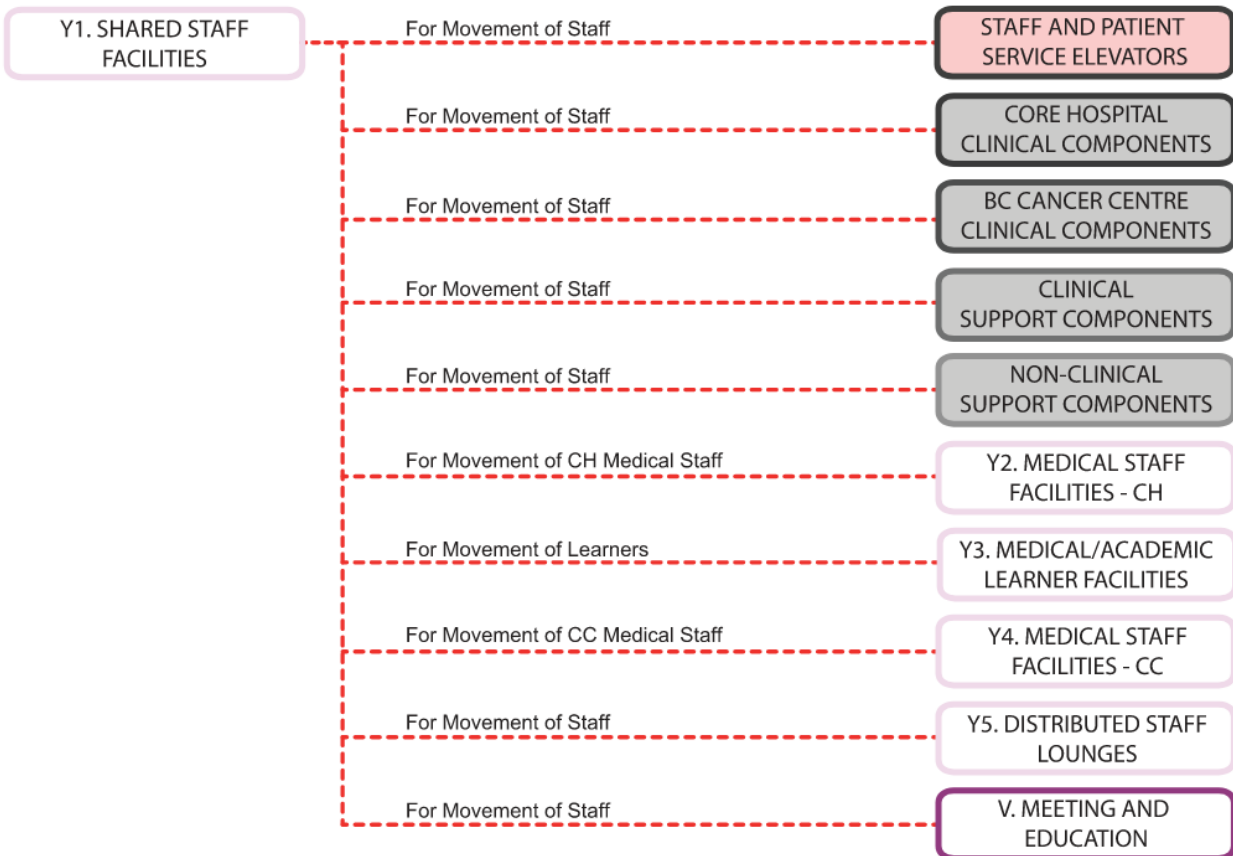 Y1. SHARED STAFF
FACILITIES
For Movement of Staff
STAFF AND PATIENT
SERVICE ELEVATORS
For Movement of Staff
CORE HOSPITAL
CLINICAL COMPONENTS
For Movement of Staff
BC CANCER CENTRE
CLINICAL COMPONENTS
For Movement of Staff
CLINICAL
SUPPORT COMPONENTS
For Movement of Staff
NON-CLINICAL
SUPPORT COMPONENTS
For Movement of CH Medical Staff
Y2. MEDICAL STAFF
FACILITIES - CH
For Movement of Learners
Y3. MEDICAL/ACADEMIC
LEARNER FACILITIES
For Movement of CC Medical Staff
Y4. MEDICAL STAFF
FACILITIES - CC
For Movement of Staff
Y5. DISTRIBUTED STAFF
LOUNGES
For Movement of Staff
V. MEETING AND
EDUCATION